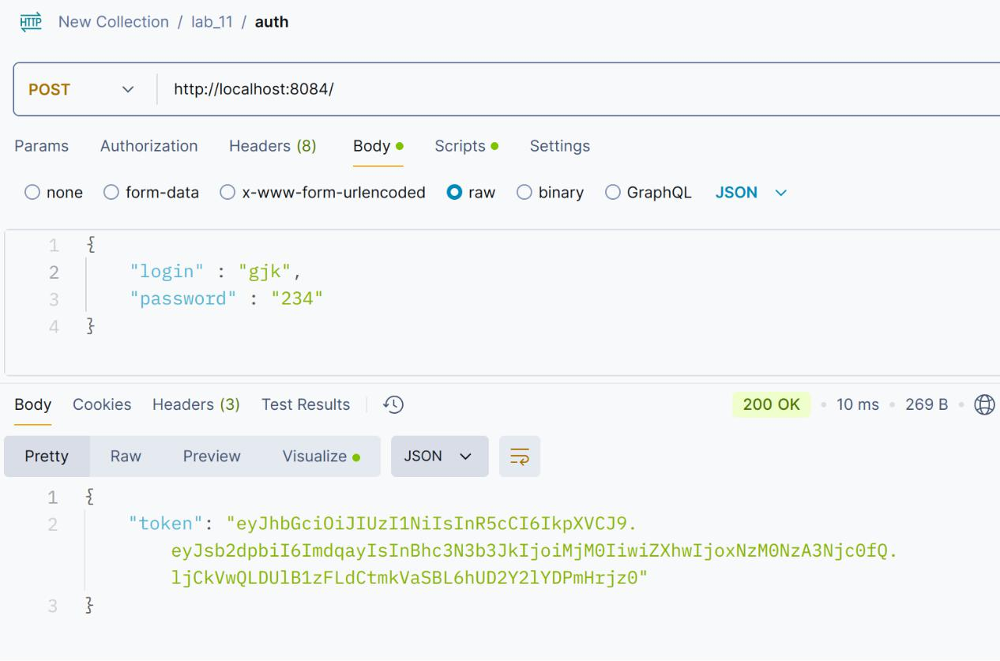 HTTP New Collection / lab_11 / auth
POST http://localhost:8084/
Params Authorization Headers (8) Body Scripts Settings
none form-data x-www-form-urlencoded raw binary GraphQL JSON
1 {
2 "login" : "gjk",
3 "password" : "234"
4 }
Body Cookies Headers (3) Test Results 200 OK 10 ms 269 B
Pretty Raw Preview Visualize JSON
1 {
2 "token": "eyJhbGciOiJIUzI1NiIsInR5cCI6IkpXVCJ9.
eyJsb2dpbiI6ImdqayIsInBhc3N3b3JkIjoiMjM0IiwiZXhwIjoxNzM0NzA3Njc0fQ.
ljCkVwQLDUlB1zFLdCtmkVaSBL6hUD2Y2lYDPmHrjz0"
3 }